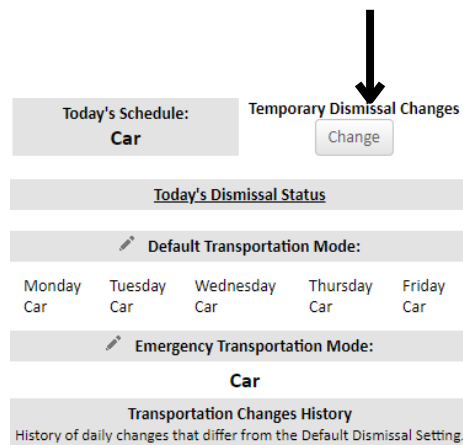 Today's Schedule:
Car
Temporary Dismissal Changes
Change
Today's Dismissal Status
Default Transportation Mode:
Monday Tuesday Wednesday Thursday Friday
Car Car Car Car Car
Emergency Transportation Mode:
Car
Transportation Changes History
History of daily changes that differ from the Default Dismissal Setting.